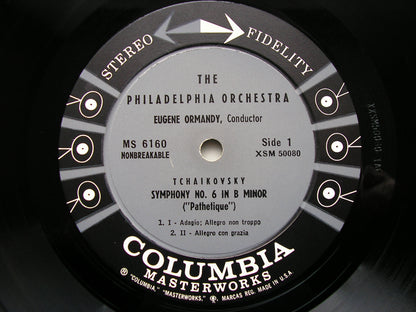 STEREO FIDELITY
THE
PHILADELPHIA ORCHESTRA
EUGENE ORMANDY, Conductor
MS 6160 Side 1
NONBREAKABLE XSM 50080
TCHAIKOVSKY
SYMPHONY NO. 6 IN B MINOR
("Pathetique")
1. I - Adagio; Allegro non troppo
2. II - Allegro con grazia
COLUMBIA
MASTERWORKS
® "COLUMBIA," "MASTERWORKS," ®, MARCAS REG. MADE IN U.S.A.